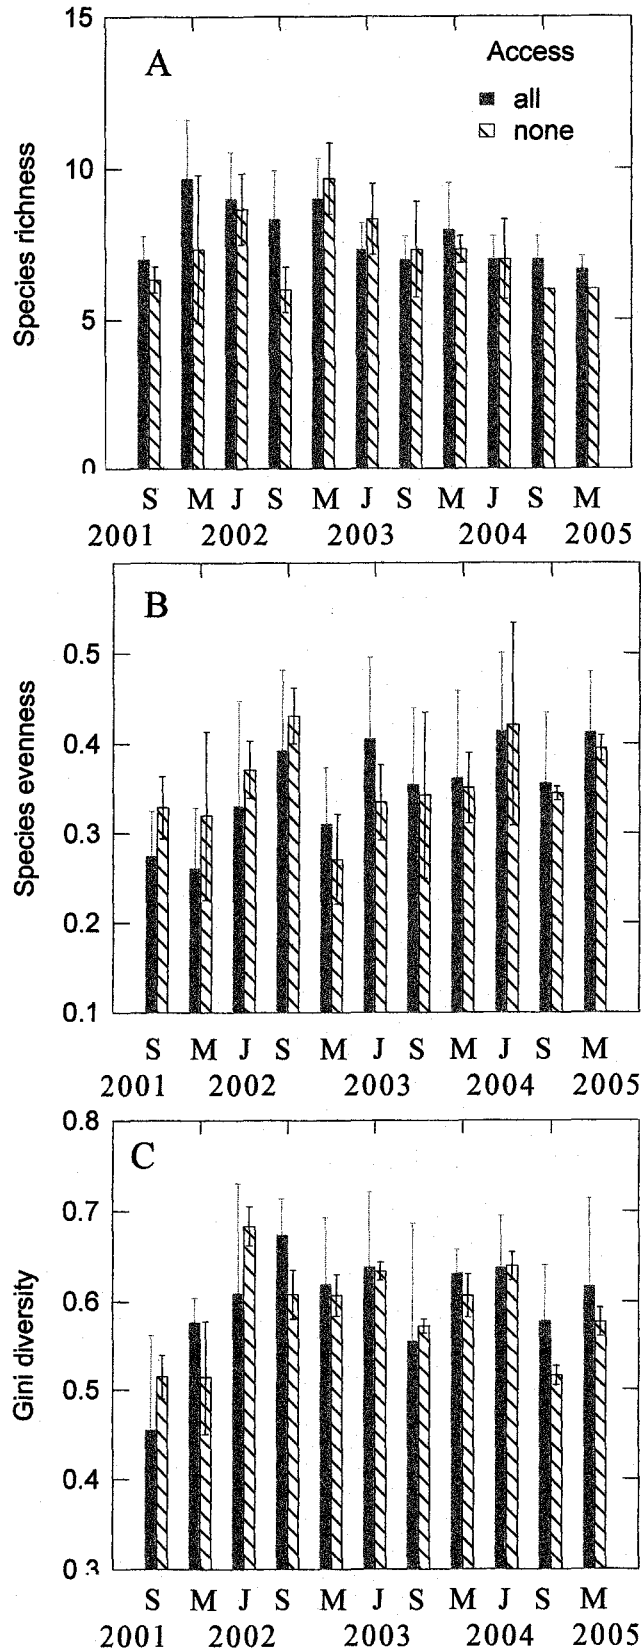 15
A
Access
all
none
10
5
0
Species richness
S M J S M J S M J S M
2001 2002 2003 2004 2005
B
0.5
0.4
0.3
0.2
0.1
Species evenness
S M J S M J S M J S M
2001 2002 2003 2004 2005
0.8
C
0.7
0.6
0.5
0.4
0.3
Gini diversity
S M J S M J S M J S M
2001 2002 2003 2004 2005